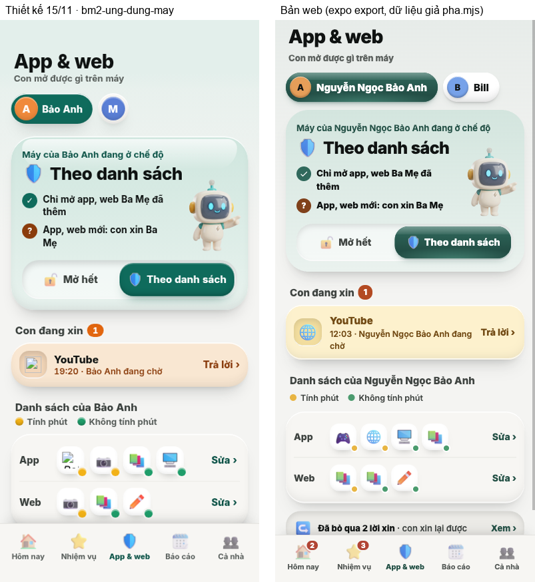 Thiết kế 15/11 · bm2-ung-dung-may
App & web
Con mở được gì trên máy
A Bảo Anh M
Máy của Bảo Anh đang ở chế độ
Theo danh sách
Chỉ mở app, web Ba Mẹ đã
thêm
? App, web mới: con xin Ba
Mẹ
Mở hết Theo danh sách
Con đang xin 1
YouTube
19:20 · Bảo Anh đang chờ
Trả lời ›
Danh sách của Bảo Anh
Tính phút Không tính phút
App Sửa ›
Web Sửa ›
Hôm nay Nhiệm vụ App & web Báo cáo Cả nhà
Bản web (expo export, dữ liệu giả pha.mjs)
App & web
Con mở được gì trên máy
A Nguyễn Ngọc Bảo Anh B Bill
Máy của Nguyễn Ngọc Bảo Anh đang ở chế độ
Theo danh sách
Chỉ mở app, web Ba Mẹ đã
thêm
? App, web mới: con xin Ba Mẹ
Mở hết Theo danh sách
Con đang xin 1
YouTube
12:03 · Nguyễn Ngọc Bảo Anh đang
chờ
Trả lời ›
Danh sách của Nguyễn Ngọc Bảo Anh
Tính phút Không tính phút
App Sửa ›
Web Sửa ›
Đã bỏ qua 2 lời xin · con xin lại được Xem ›
2 3
Hôm nay Nhiệm vụ App & web Báo cáo Cả nhà